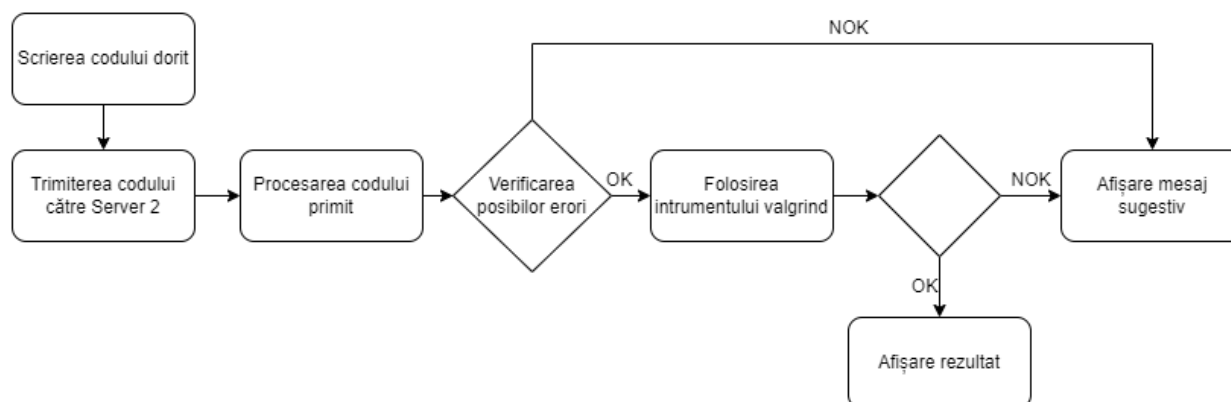 Scrierea codului dorit
NOK
Trimiterea codului
către Server 2
Procesarea codului
primit
Verificarea
posibilor erori
OK
Folosirea
intrumentului valgrind
NOK
Afișare mesaj
sugestiv
OK
Afișare rezultat